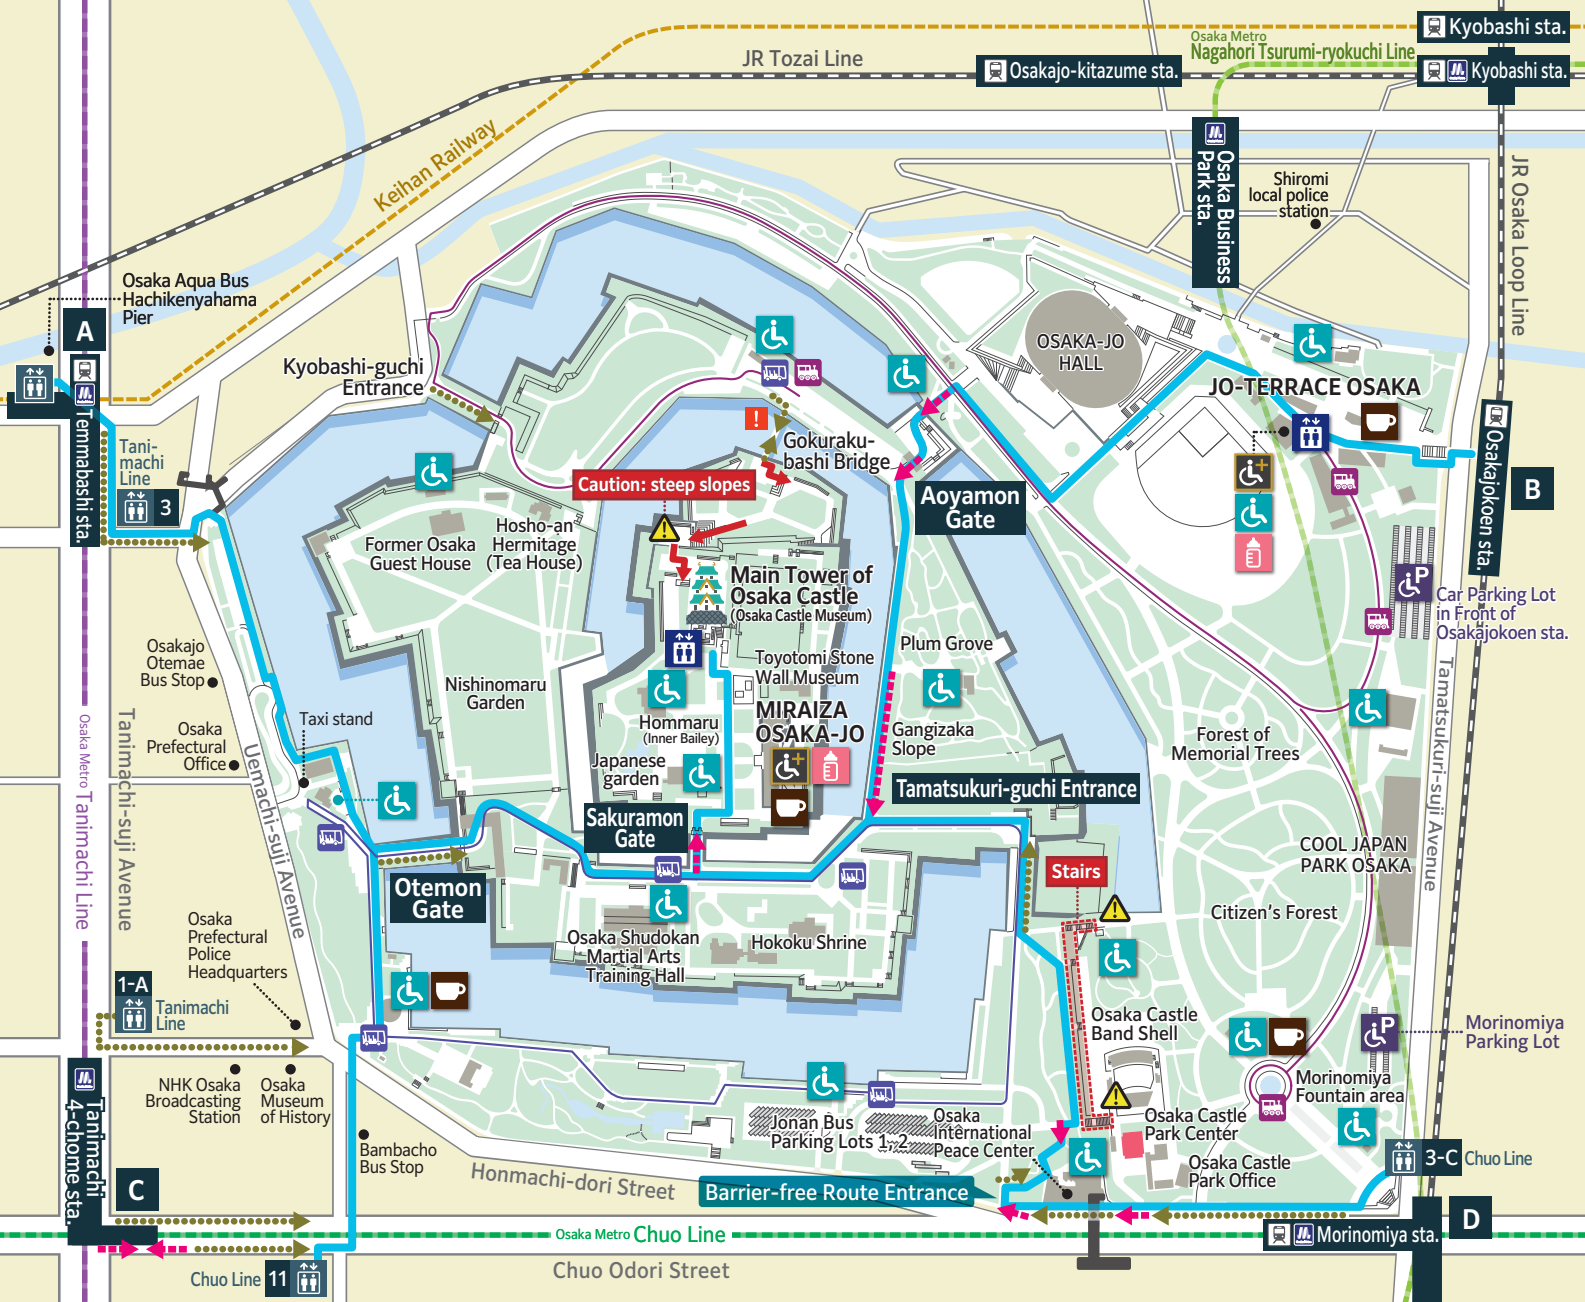 Kyobashi sta.
JR Tozai Line
Osaka Metro
Nagahori Tsurumi-ryokuchi Line
Osakajo-kitazume sta.
Kyobashi sta.
Keihan Railway
Osaka Business
Park sta.
Shiromi
local police
station
JR Osaka Loop Line
Osaka Aqua Bus
Hachikenyahama
Pier
A
Temmabashi sta.
Kyobashi-guchi
Entrance
OSAKA-JO
HALL
JO-TERRACE OSAKA
Tani-
machi
Line
3
!
Gokuraku-
bashi Bridge
Caution: steep slopes
Aoyamon
Gate
Osakajokoen sta.
B
Former Osaka
Guest House
Hosho-an
Hermitage
(Tea House)
Main Tower of
Osaka Castle
(Osaka Castle Museum)
P
Car Parking Lot
in Front of
Osakajokoen sta.
Osakajo
Otemae
Bus Stop
Nishinomaru
Garden
Toyotomi Stone
Wall Museum
Plum Grove
Hommaru
(Inner Bailey)
MIRAIZA
OSAKA-JO
Gangizaka
Slope
Forest of
Memorial Trees
Tamatsukuri-suji Avenue
Osaka Metro Tanimachi Line
Tanimachi-suji Avenue
Taxi stand
Osaka
Prefectural
Office
Uemachi-suji Avenue
Japanese
garden
Tamatsukuri-guchi Entrance
Sakuramon
Gate
COOL JAPAN
PARK OSAKA
Stairs
Otemon
Gate
Osaka Shudokan
Martial Arts
Training Hall
Hokoku Shrine
Citizen's Forest
Osaka
Prefectural
Police
Headquarters
1-A
Tanimachi
Line
Osaka Castle
Band Shell
P
Morinomiya
Parking Lot
NHK Osaka
Broadcasting
Station
Osaka
Museum
of History
Tanimachi
4-chome sta.
Bambacho
Bus Stop
Jonan Bus
Parking Lots 1, 2
Osaka
International
Peace Center
Osaka Castle
Park Center
Morinomiya
Fountain area
Osaka Castle
Park Office
3-C Chuo Line
C
Honmachi-dori Street
Barrier-free Route Entrance
D
Osaka Metro Chuo Line
Morinomiya sta.
Chuo Line 11
Chuo Odori Street